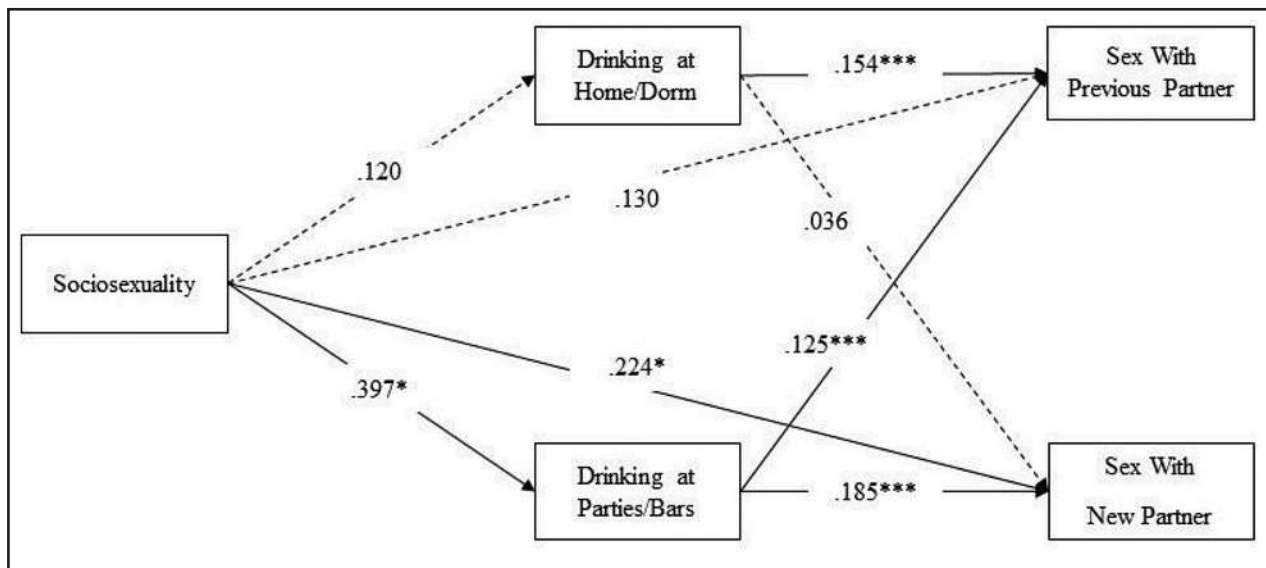 Drinking at
Home/Dorm
.154***
Sex With
Previous Partner
.120
.130
.036
Sociosexuality
.125***
.224*
.397*
Drinking at
Parties/Bars
.185***
Sex With
New Partner